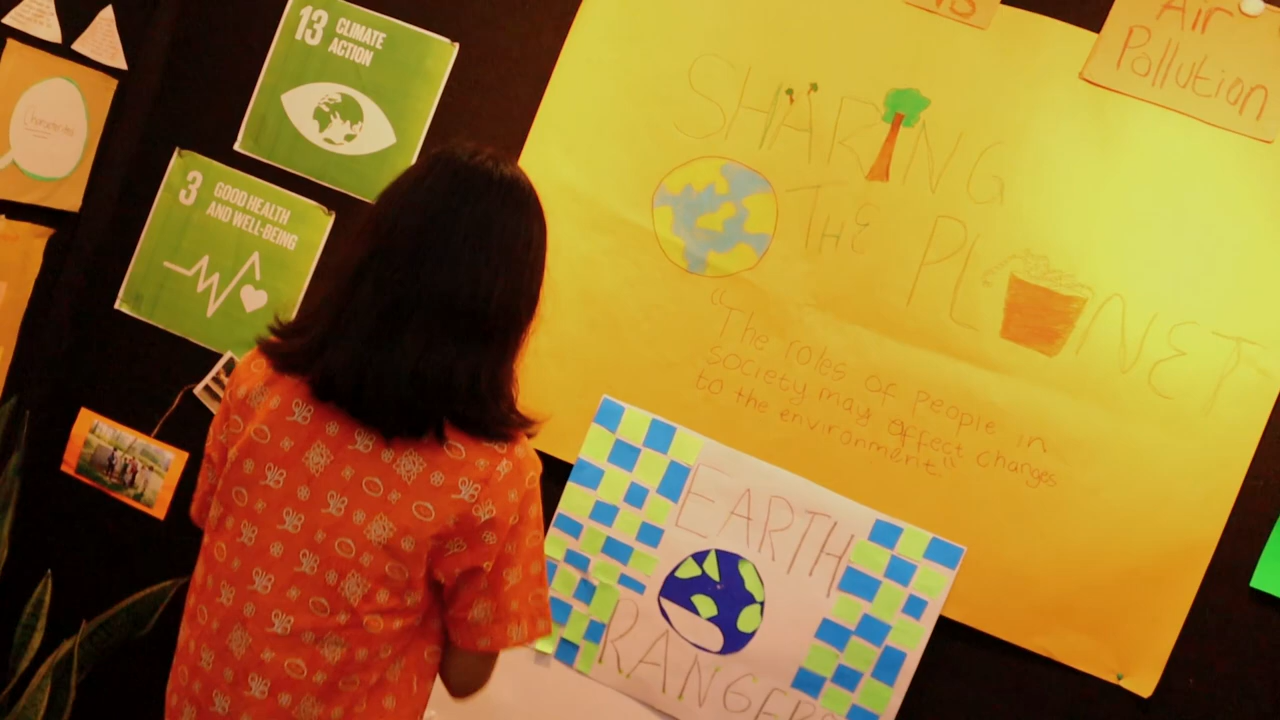 13 CLIMATE
ACTION
3 GOOD HEALTH
AND WELL-BEING
Characteristics
Air
Pollution
SHARING
THE PLANET
"The roles of people in
society may affect changes
to the environment"
EARTH
RANGERS